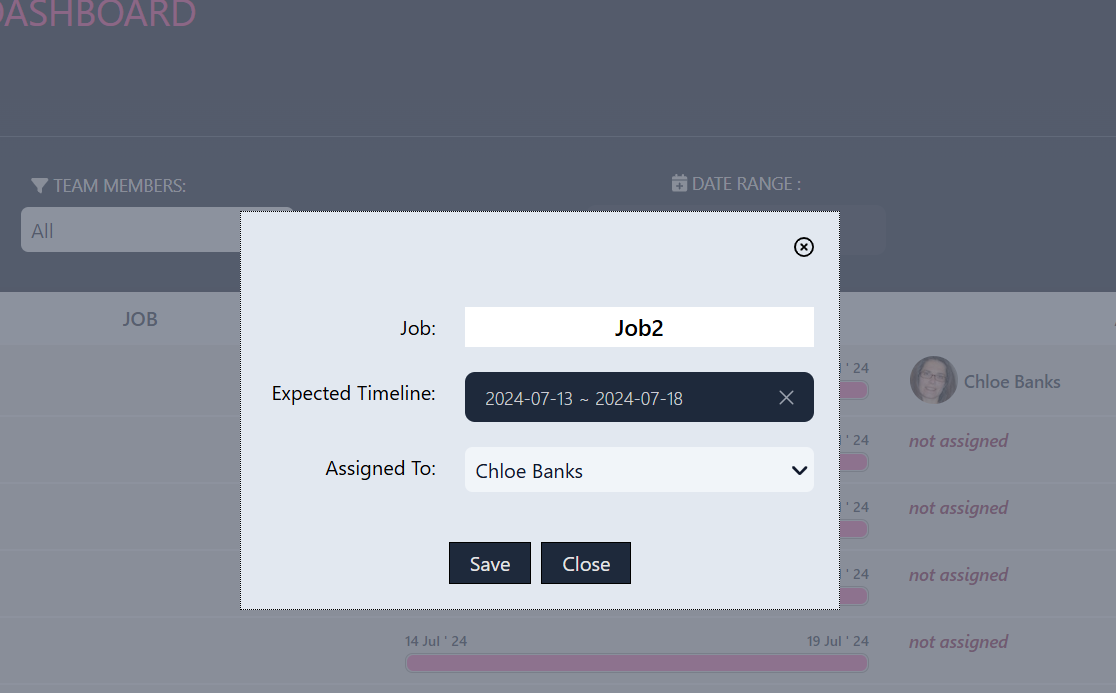 DASHBOARD
TEAM MEMBERS:
DATE RANGE :
All
JOB
Job:
Job2
' 24
Chloe Banks
Expected Timeline:
2024-07-13 ~ 2024-07-18
' 24
not assigned
Assigned To:
Chloe Banks
' 24
not assigned
Save
Close
' 24
not assigned
14 Jul ' 24
19 Jul ' 24
not assigned